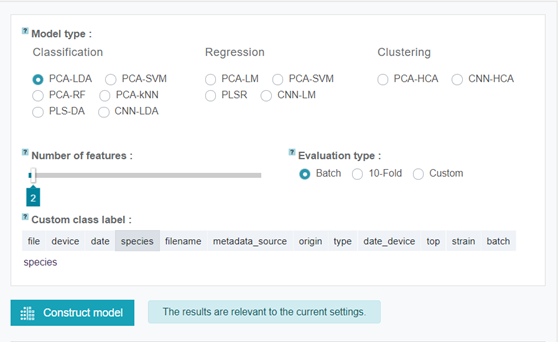 ? Model type :
Classification Regression Clustering
PCA-LDA PCA-SVM PCA-LM PCA-SVM PCA-HCA CNN-HCA
PCA-RF PCA-kNN PLSR CNN-LM
PLS-DA CNN-LDA
? Number of features : ? Evaluation type :
Batch 10-Fold Custom
2
? Custom class label :
file device date species filename metadata_source origin type date_device top strain batch
species
Construct model The results are relevant to the current settings.